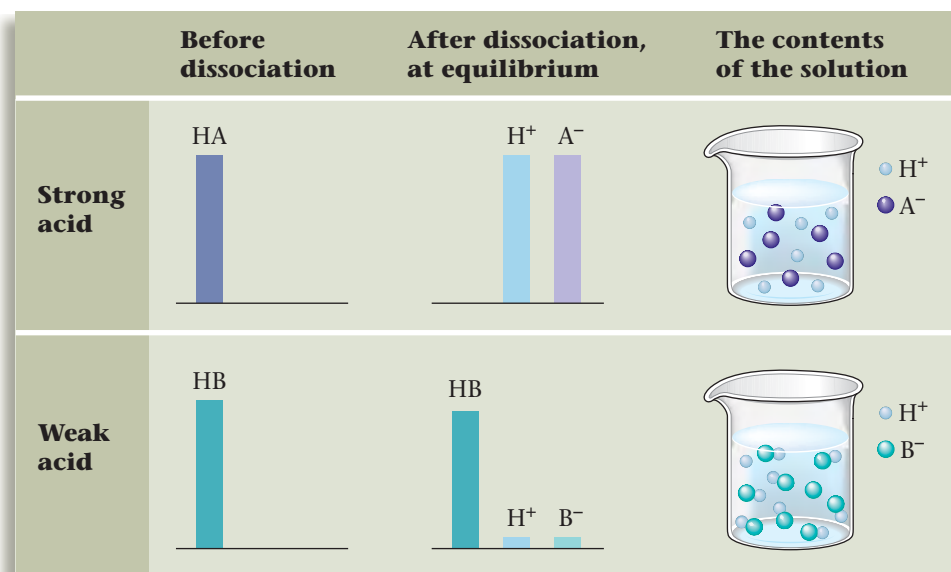 Before
dissociation
After dissociation,
at equilibrium
The contents
of the solution
Strong
acid
HA
H⁺ A⁻
H⁺
A⁻
Weak
acid
HB
HB
H⁺ B⁻
H⁺
B⁻